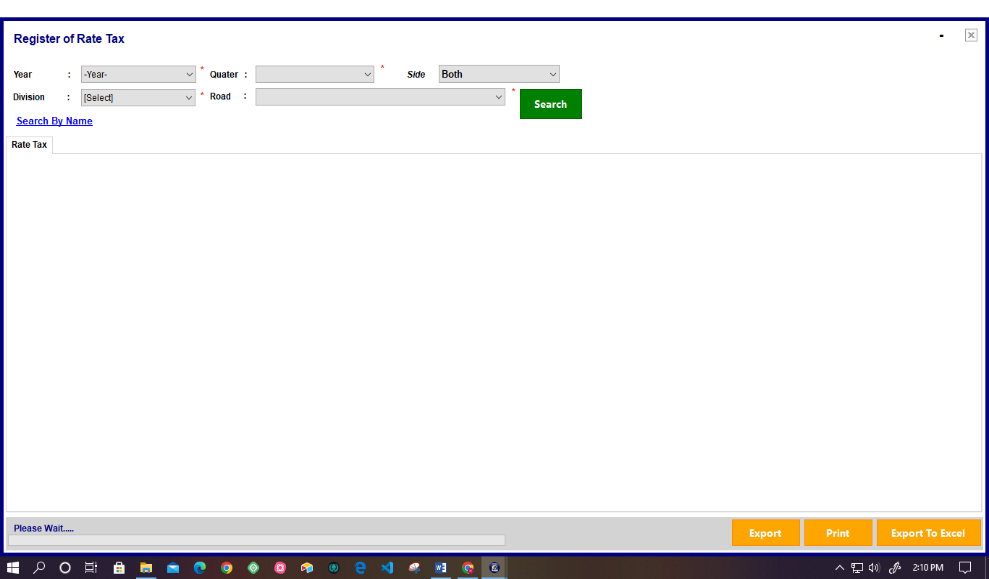 Register of Rate Tax
Year : -Year- * Quater : * Side Both
Division : [Select] * Road : * Search
Search By Name
Rate Tax
Please Wait.....
Export Print Export To Excel
2:10 PM